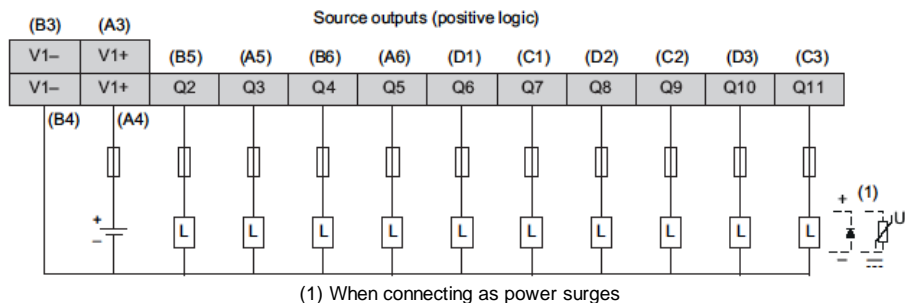 Source outputs (positive logic)
(B3) (A3)
V1– V1+ (B5) (A5) (B6) (A6) (D1) (C1) (D2) (C2) (D3) (C3)
V1– V1+ Q2 Q3 Q4 Q5 Q6 Q7 Q8 Q9 Q10 Q11
(B4) (A4)
+ (1)
+ L L L L L L L L L L U
– –
(1) When connecting as power surges